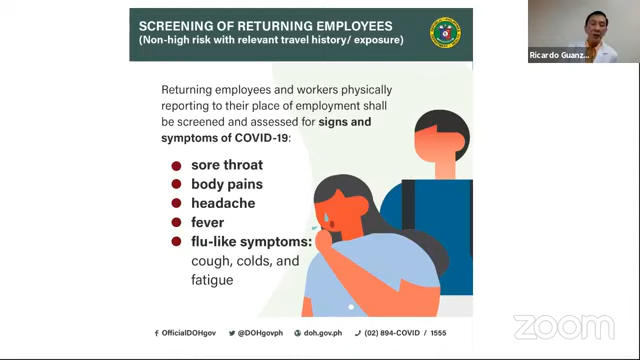 SCREENING OF RETURNING EMPLOYEES
(Non-high risk with relevant travel history/ exposure)
Ricardo Guanz...
Returning employees and workers physically
reporting to their place of employment shall
be screened and assessed for signs and
symptoms of COVID-19:
sore throat
body pains
headache
fever
flu-like symptoms:
cough, colds, and
fatigue
OfficialDOHgov
@DOHgovph
doh.gov.ph
(02) 894-COVID / 1555
zoom